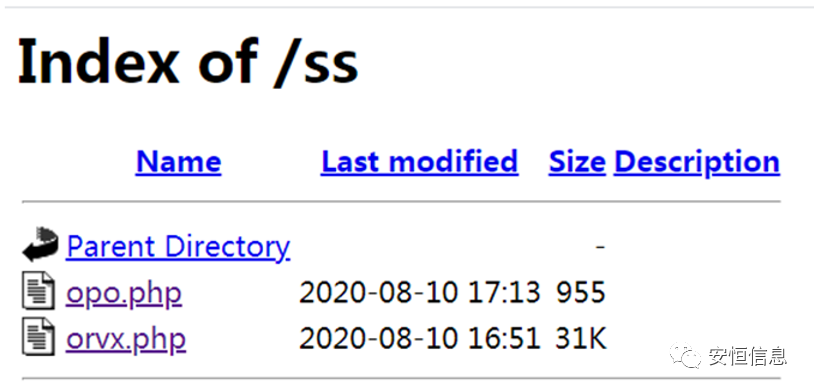 Index of /ss
Name Last modified Size Description
Parent Directory -
opo.php 2020-08-10 17:13 955
orvx.php 2020-08-10 16:51 31K
安恒信息